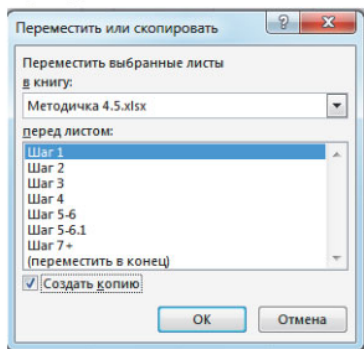 Переместить или скопировать
Переместить выбранные листы
в книгу:
Методичка 4.5.xlsx
перед листом:
Шаг 1
Шаг 2
Шаг 3
Шаг 4
Шаг 5-6
Шаг 5-6.1
Шаг 7+
(переместить в конец)
Создать копию
ОК Отмена